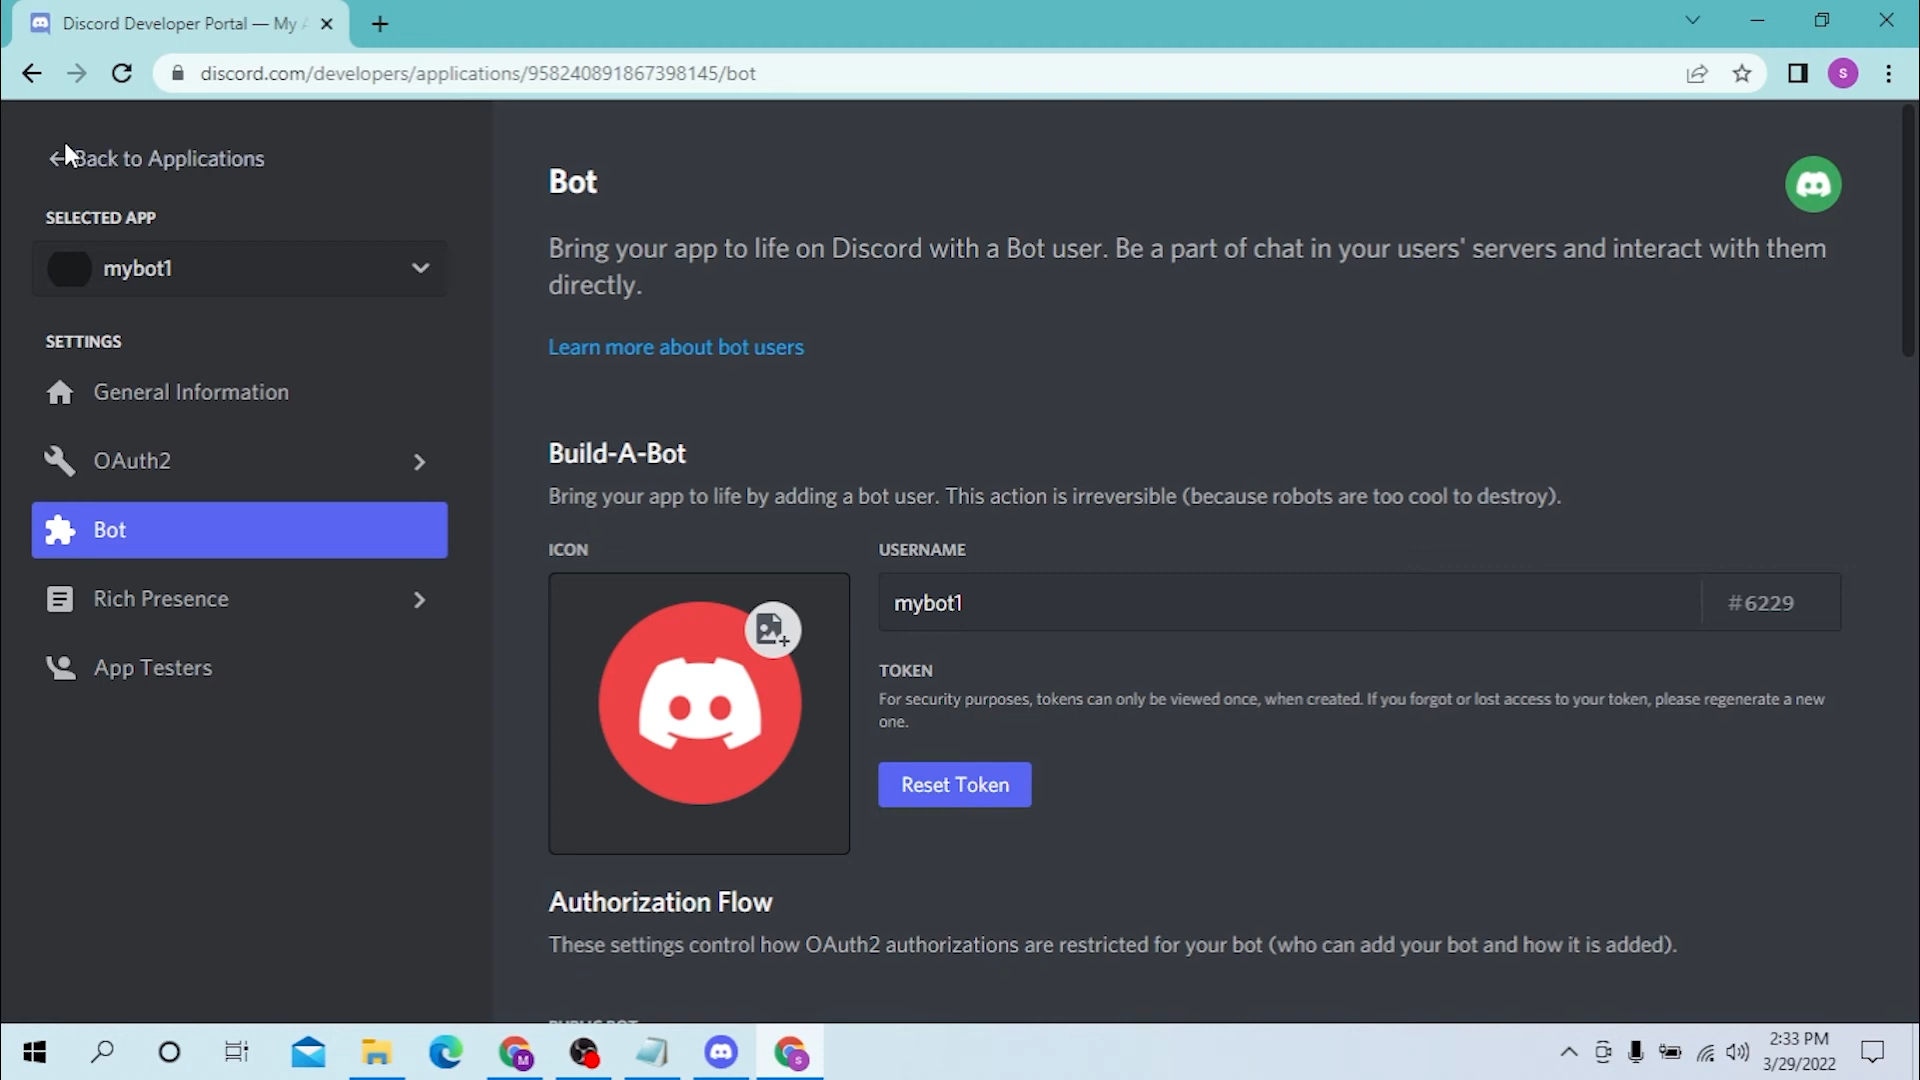 Discord Developer Portal — My A
discord.com/developers/applications/958240891867398145/bot
S
Back to Applications
SELECTED APP
mybot1
SETTINGS
General Information
OAuth2
Bot
Rich Presence
App Testers
Bot
Bring your app to life on Discord with a Bot user. Be a part of chat in your users' servers and interact with them
directly.
Learn more about bot users
Build-A-Bot
Bring your app to life by adding a bot user. This action is irreversible (because robots are too cool to destroy).
ICON
USERNAME
mybot1
#6229
TOKEN
For security purposes, tokens can only be viewed once, when created. If you forgot or lost access to your token, please regenerate a new
one.
Reset Token
Authorization Flow
These settings control how OAuth2 authorizations are restricted for your bot (who can add your bot and how it is added).
PUBLIC BOT
M
S
2:33 PM
3/29/2022